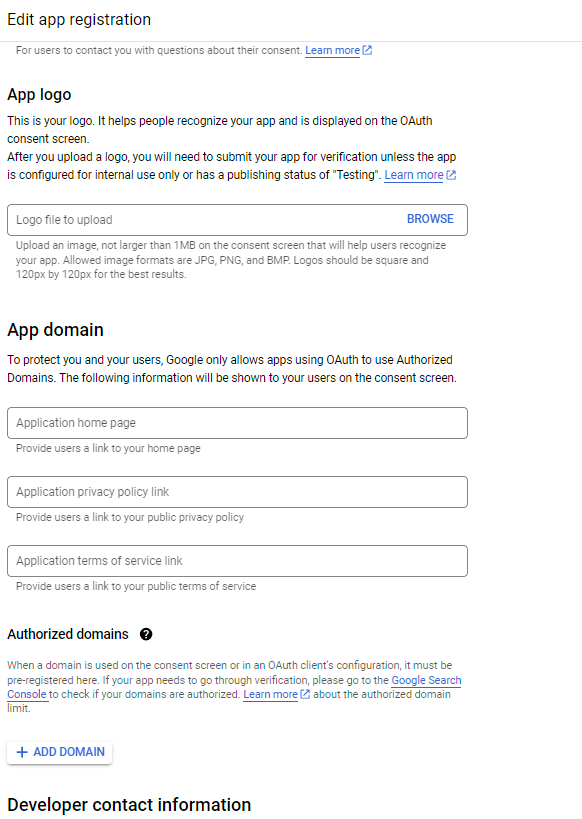 Edit app registration
For users to contact you with questions about their consent. Learn more
App logo
This is your logo. It helps people recognize your app and is displayed on the OAuth
consent screen.
After you upload a logo, you will need to submit your app for verification unless the app
is configured for internal use only or has a publishing status of "Testing". Learn more
Logo file to upload BROWSE
Upload an image, not larger than 1MB on the consent screen that will help users recognize
your app. Allowed image formats are JPG, PNG, and BMP. Logos should be square and
120px by 120px for the best results.
App domain
To protect you and your users, Google only allows apps using OAuth to use Authorized
Domains. The following information will be shown to your users on the consent screen.
Application home page
Provide users a link to your home page
Application privacy policy link
Provide users a link to your public privacy policy
Application terms of service link
Provide users a link to your public terms of service
Authorized domains ?
When a domain is used on the consent screen or in an OAuth client's configuration, it must be
pre-registered here. If your app needs to go through verification, please go to the Google Search
Console to check if your domains are authorized. Learn more about the authorized domain
limit.
+ ADD DOMAIN
Developer contact information